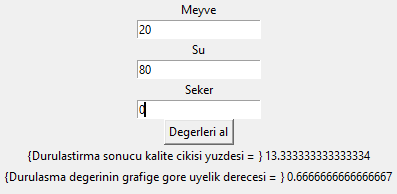 Meyve
20
Su
80
Seker
0
Degerleri al
{Durulastirma sonucu kalite cikisi yuzdesi = } 13.333333333333334
{Durulasma degerinin grafige gore uyelik derecesi = } 0.6666666666666667